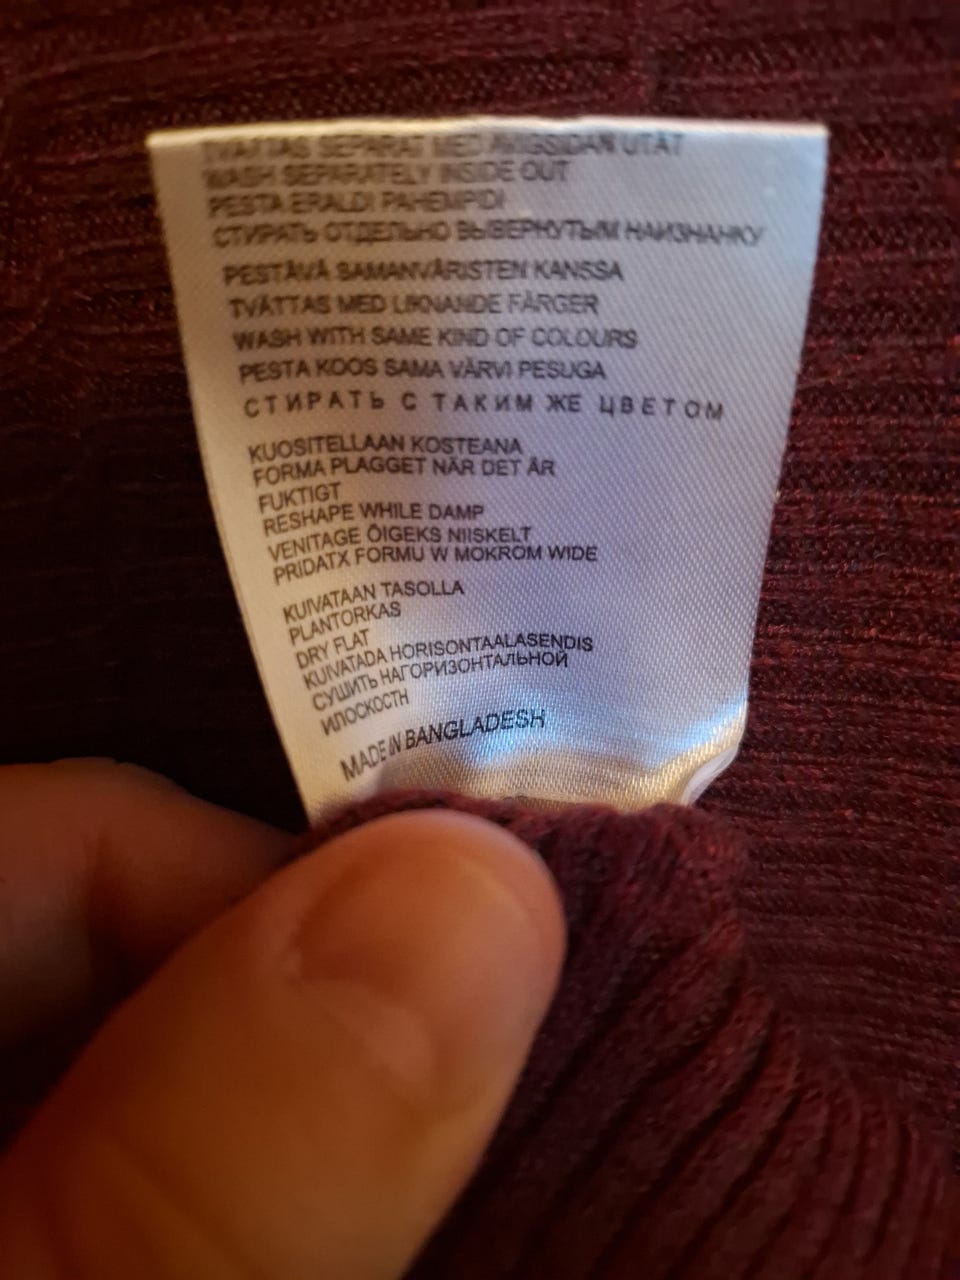 TVÄTTAS SEPARAT MED AVIGSIDAN UTÅT
WASH SEPARATELY INSIDE OUT
PESTA ERALDI PAHEMPIDI
СТИРАТЬ ОТДЕЛЬНО ВЫВЕРНУТЫМ НАИЗНАНКУ
PESTÄVÄ SAMANVÄRISTEN KANSSA
TVÄTTAS MED LIKNANDE FÄRGER
WASH WITH SAME KIND OF COLOURS
PESTA KOOS SAMA VÄRVI PESUGA
СТИРАТЬ С ТАКИМ ЖЕ ЦВЕТОМ
KUOSITELLAAN KOSTEANA
FORMA PLAGGET NÄR DET ÄR
FUKTIGT
RESHAPE WHILE DAMP
VENITAGE ÕIGEKS NIISKELT
PRIDATX FORMU W MOKROM WIDE
KUIVATAAN TASOLLA
PLANTORKAS
DRY FLAT
KUIVATADA HORISONTAALASENDIS
СУШИТЬ НАГОРИЗОНТАЛЬНОЙ
ИЛОСКОСТН
MADE IN BANGLADESH